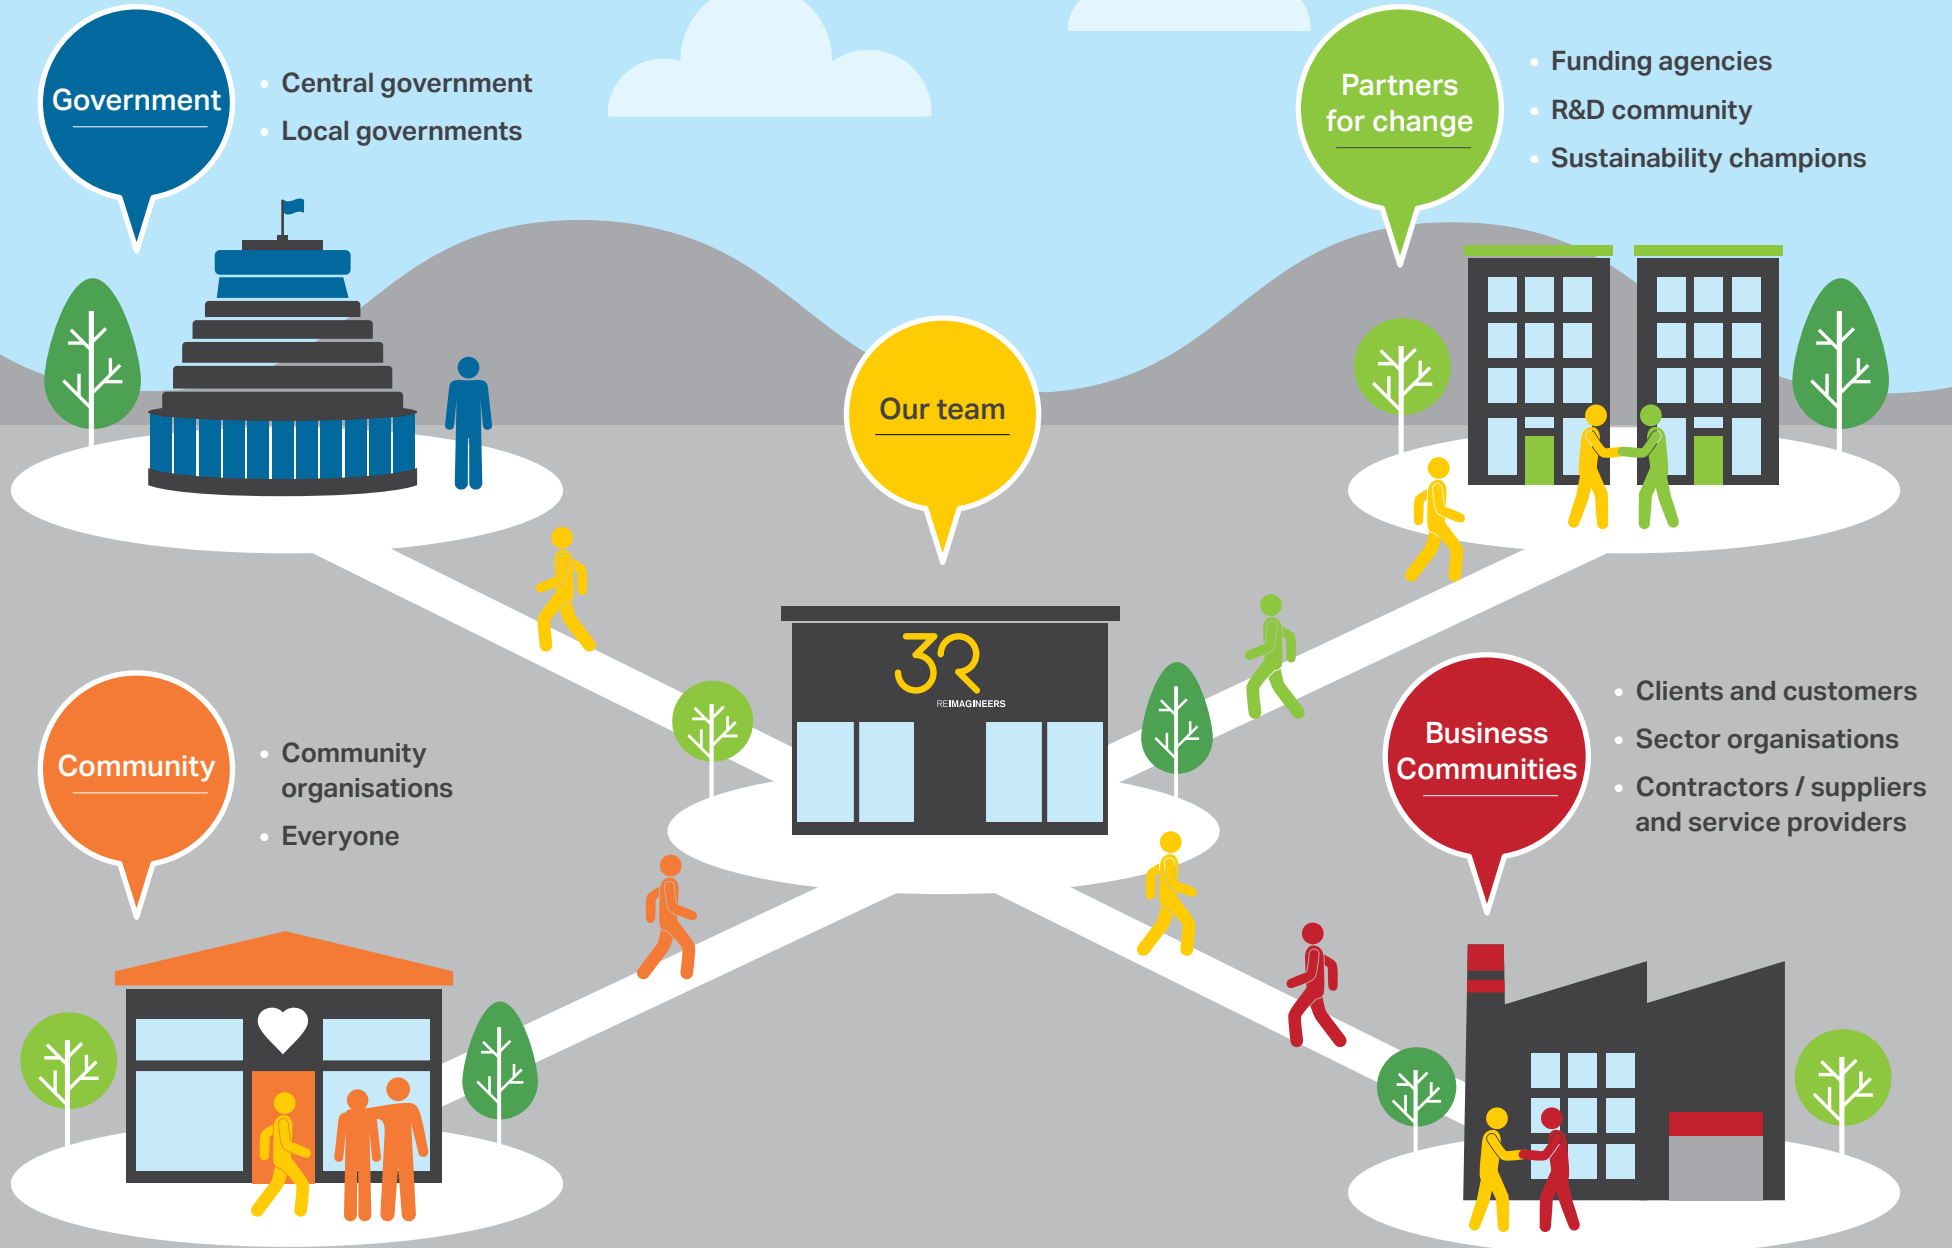 Government
Central government
Local governments
Partners
for change
Funding agencies
R&D community
Sustainability champions
Our team
3R
REIMAGINEERS
Community
Community
organisations
Everyone
Business
Communities
Clients and customers
Sector organisations
Contractors / suppliers
and service providers